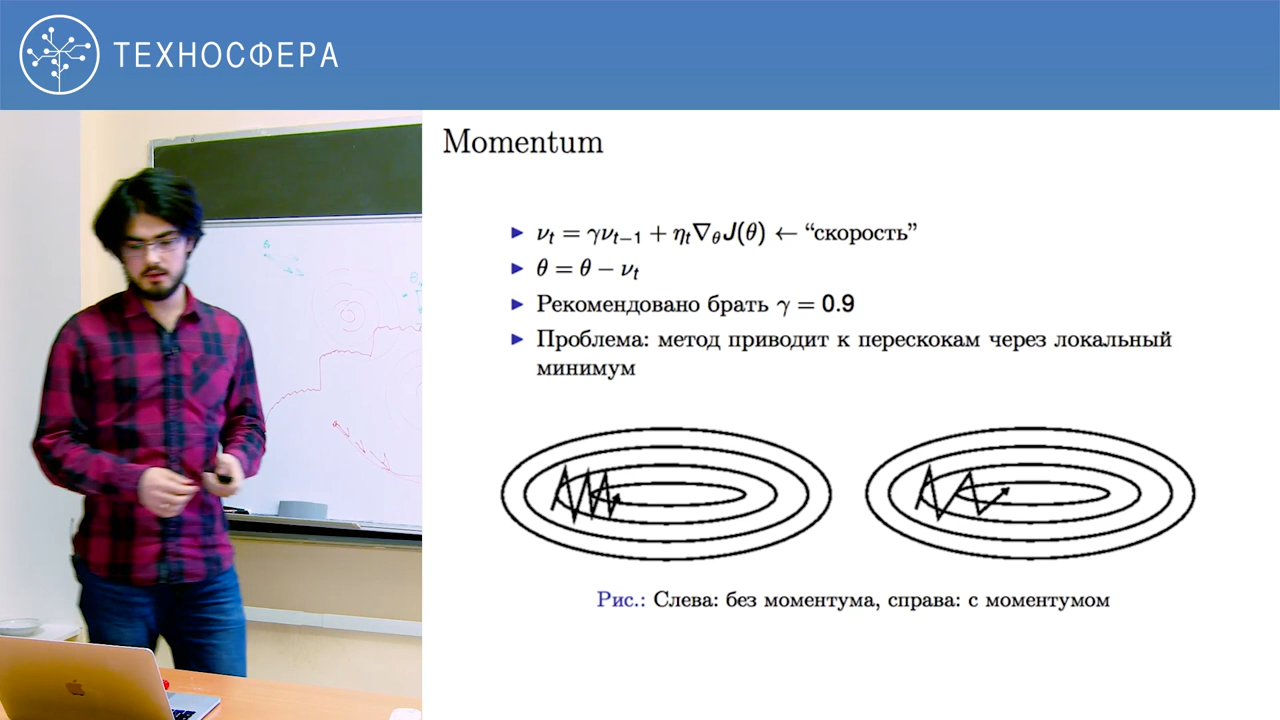 ТЕХНОСФЕРА
Momentum
► νₜ = γνₜ₋₁ + ηₜ∇θJ(θ) ← “скорость”
► θ = θ − νₜ
► Рекомендовано брать γ = 0.9
► Проблема: метод приводит к перескокам через локальный
минимум
Рис.: Слева: без моментума, справа: с моментумом